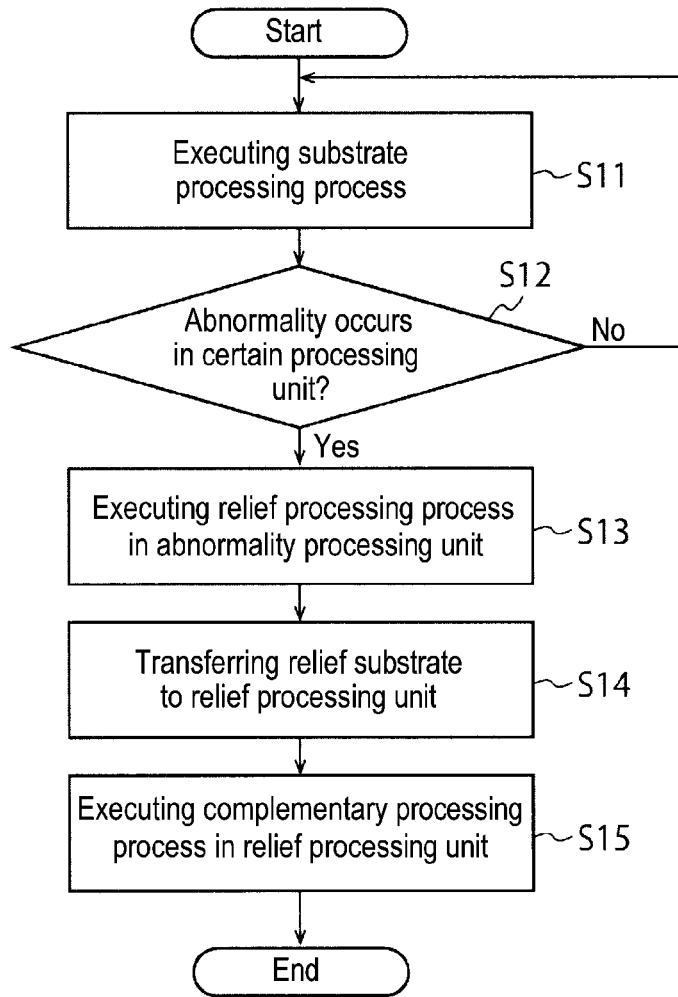 Start
Executing substrate
processing process
S11
S12
Abnormality occurs
in certain processing
unit?
No
Yes
Executing relief processing process
in abnormality processing unit
S13
Transferring relief substrate
to relief processing unit
S14
Executing complementary processing
process in relief processing unit
S15
End